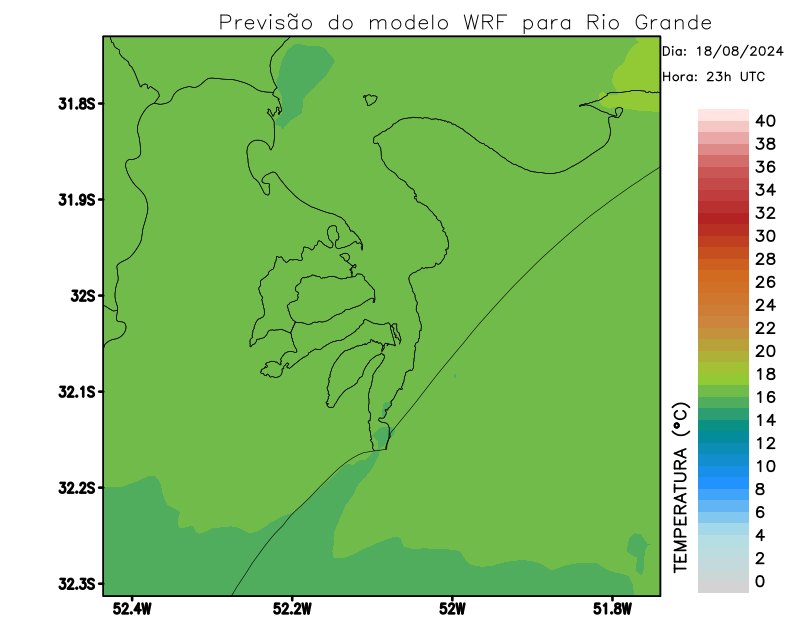 Previsão do modelo WRF para Rio Grande
Dia: 18/08/2024
Hora: 23h UTC
31.8S
31.9S
32S
32.1S
32.2S
32.3S
52.4W
52.2W
52W
51.8W
TEMPERATURA (°C)
40
38
36
34
32
30
28
26
24
22
20
18
16
14
12
10
8
6
4
2
0